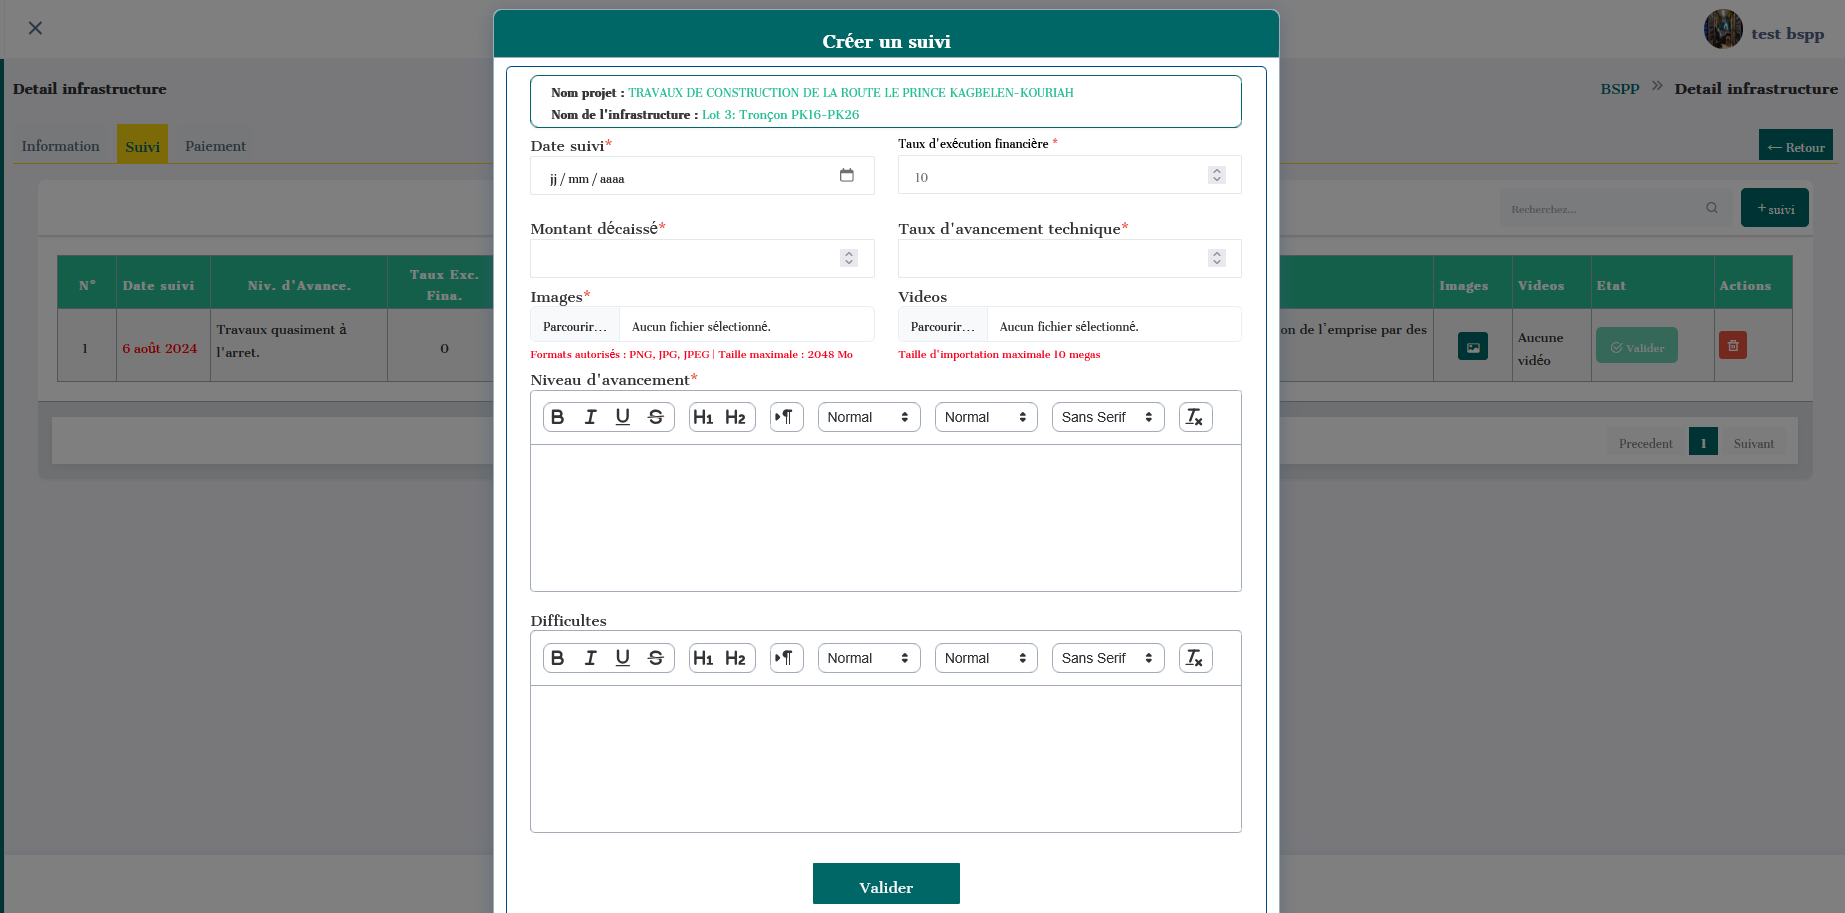 Créer un suivi
test bspp
Detail infrastructure
BSPP » Detail infrastructure
Information Suivi Paiement
← Retour
Nom projet : TRAVAUX DE CONSTRUCTION DE LA ROUTE LE PRINCE KAGBELEN-KOURIAH
Nom de l'infrastructure : Lot 3: Tronçon PK16-PK26
Date suivi*
Taux d'exécution financière *
jj / mm / aaaa
10
Recherchez...
+ suivi
Montant décaissé*
Taux d'avancement technique*
N° Date suivi Niv. d'Avance. Taux Exc. Fina.
Images Videos Etat Actions
1 6 août 2024 Travaux quasiment à l'arret. 0
on de l'emprise par des
Aucune vidéo
Valider
Images*
Videos
Parcourir... Aucun fichier sélectionné.
Parcourir... Aucun fichier sélectionné.
Formats autorisés : PNG, JPG, JPEG | Taille maximale : 2048 Mo
Taille d'importation maximale 10 megas
Niveau d'avancement*
B I U S H1 H2 Normal Normal Sans Serif
Precedent 1 Suivant
Difficultes
B I U S H1 H2 Normal Normal Sans Serif
Valider